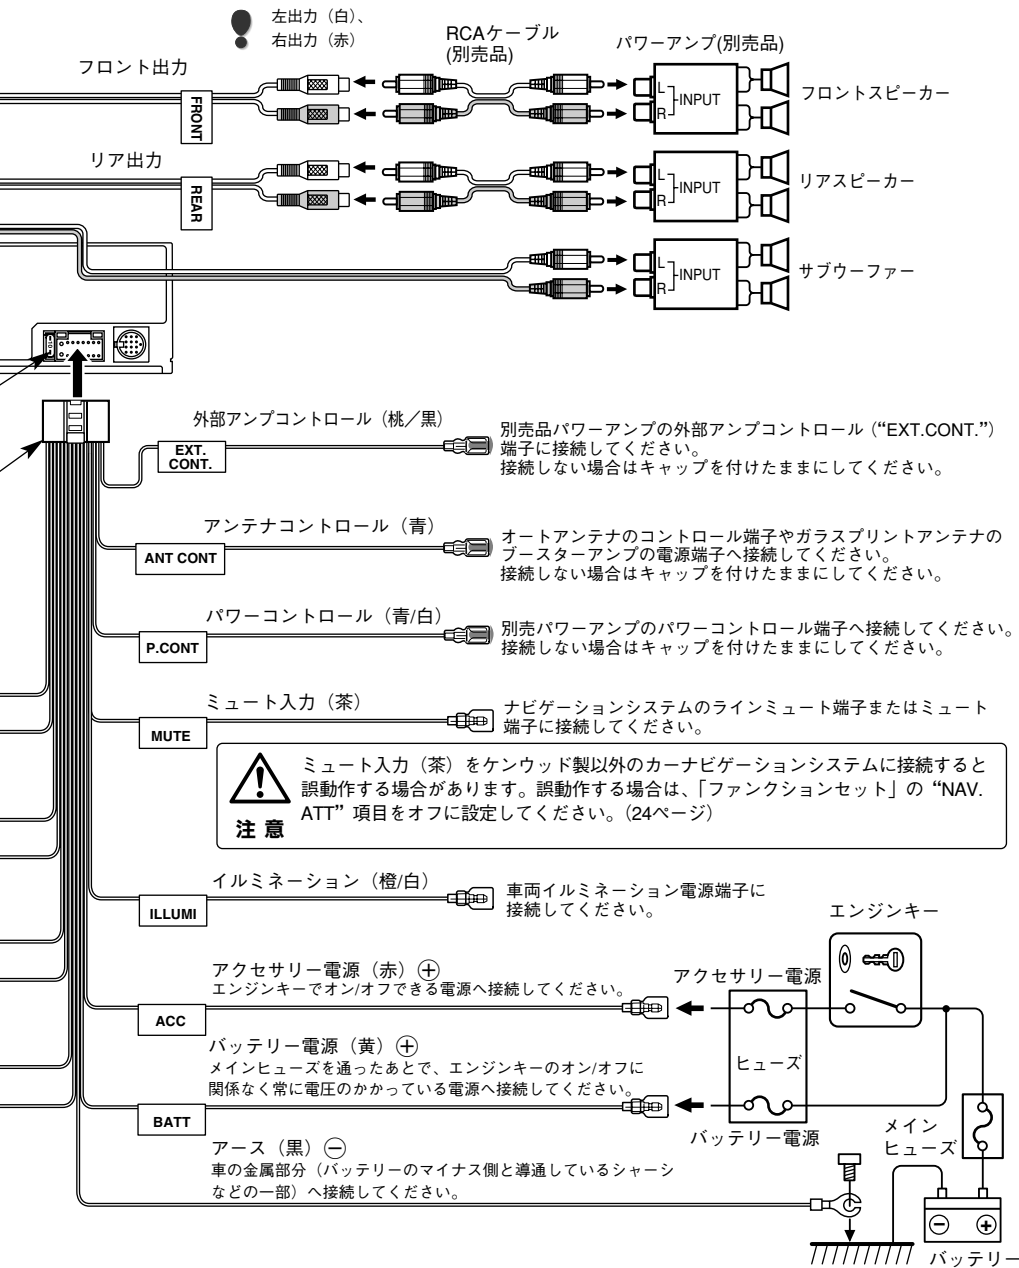 左出力（白）、
右出力（赤）
RCAケーブル
(別売品)
パワーアンプ(別売品)
フロント出力
FRONT
L
R
INPUT
フロントスピーカー
リア出力
REAR
L
R
INPUT
リアスピーカー
L
R
INPUT
サブウーファー
外部アンプコントロール（桃／黒）
EXT.
CONT.
別売品パワーアンプの外部アンプコントロール（“EXT.CONT.”）
端子に接続してください。
接続しない場合はキャップを付けたままにしてください。
アンテナコントロール（青）
ANT CONT
オートアンテナのコントロール端子やガラスプリントアンテナの
ブースターアンプの電源端子へ接続してください。
接続しない場合はキャップを付けたままにしてください。
パワーコントロール（青/白）
P.CONT
別売パワーアンプのパワーコントロール端子へ接続してください。
接続しない場合はキャップを付けたままにしてください。
ミュート入力（茶）
MUTE
ナビゲーションシステムのラインミュート端子またはミュート
端子に接続してください。
注意
ミュート入力（茶）をケンウッド製以外のカーナビゲーションシステムに接続すると
誤動作する場合があります。誤動作する場合は、「ファンクションセット」の“NAV.
ATT”項目をオフに設定してください。（24ページ）
イルミネーション（橙/白）
ILLUMI
車両イルミネーション電源端子に
接続してください。
エンジンキー
アクセサリー電源（赤）⊕
エンジンキーでオン/オフできる電源へ接続してください。
ACC
アクセサリー電源
ヒューズ
バッテリー電源（黄）⊕
メインヒューズを通ったあとで、エンジンキーのオン/オフに
関係なく常に電圧のかかっている電源へ接続してください。
BATT
バッテリー電源
メイン
ヒューズ
アース（黒）⊖
車の金属部分（バッテリーのマイナス側と導通しているシャーシ
などの一部）へ接続してください。
⊖ ⊕
バッテリー